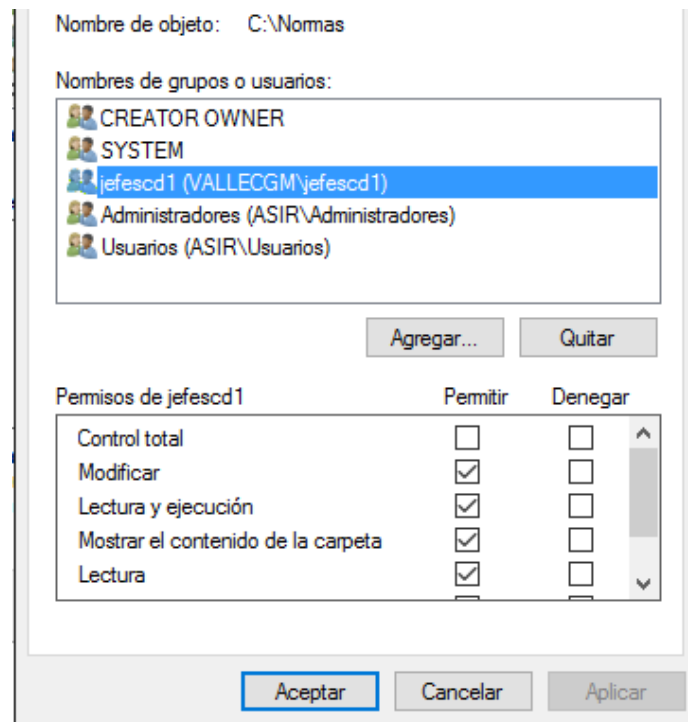 Nombre de objeto: C:\Normas
Nombres de grupos o usuarios:
CREATOR OWNER
SYSTEM
jefescd1 (VALLECGM\jefescd1)
Administradores (ASIR\Administradores)
Usuarios (ASIR\Usuarios)
Agregar... Quitar
Permisos de jefescd1 Permitir Denegar
Control total
Modificar
Lectura y ejecución
Mostrar el contenido de la carpeta
Lectura
Aceptar Cancelar Aplicar